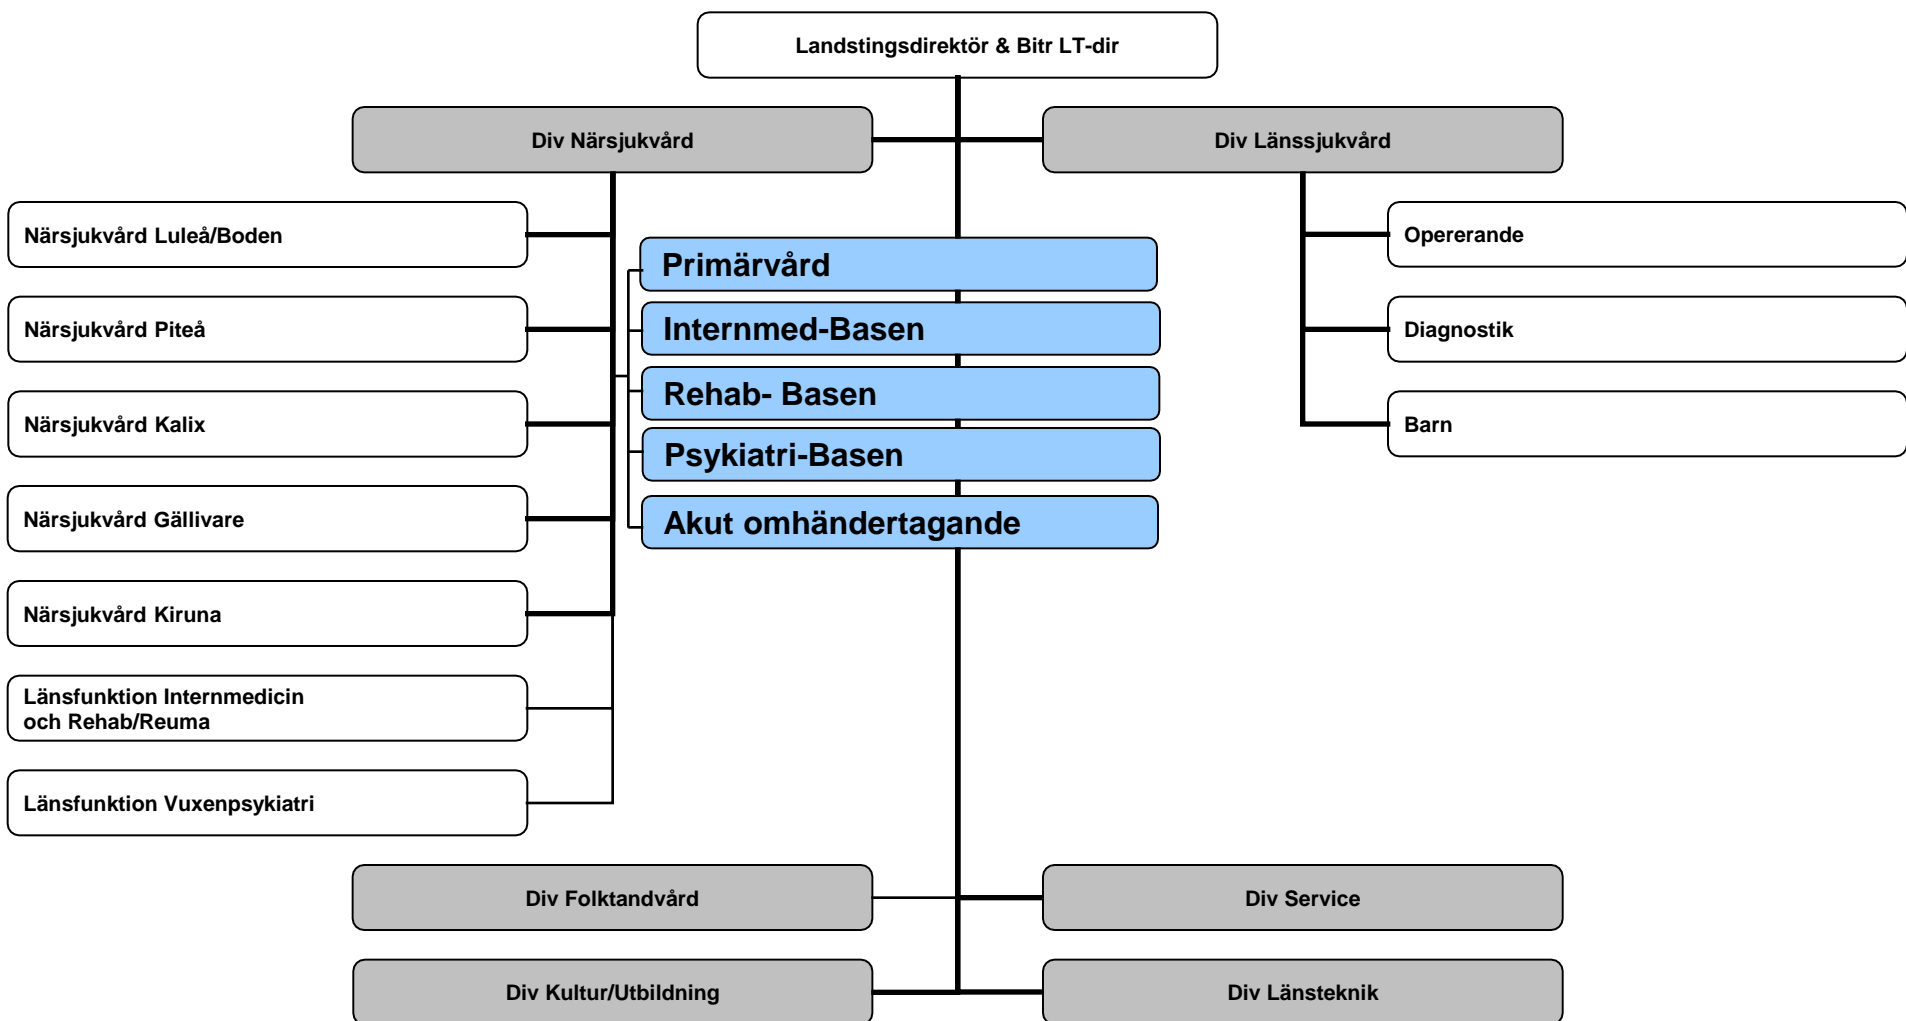 Landstingsdirektör & Bitr LT-dir
Div Närsjukvård
Div Länssjukvård
Närsjukvård Luleå/Boden
Närsjukvård Piteå
Närsjukvård Kalix
Närsjukvård Gällivare
Närsjukvård Kiruna
Länsfunktion Internmedicin
och Rehab/Reuma
Länsfunktion Vuxenpsykiatri
Primärvård
Internmed-Basen
Rehab- Basen
Psykiatri-Basen
Akut omhändertagande
Opererande
Diagnostik
Barn
Div Folktandvård
Div Service
Div Kultur/Utbildning
Div Länsteknik